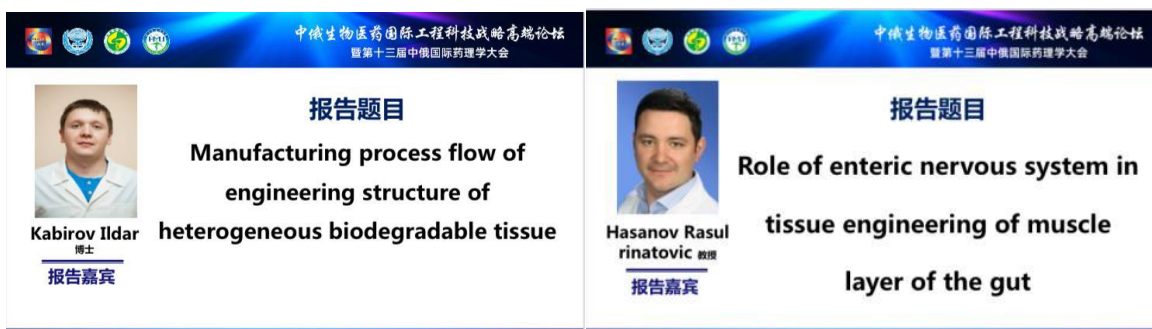 中俄生物医药国际工程科技战略高端论坛
暨第十三届中俄国际药理学大会
报告题目
Manufacturing process flow of
engineering structure of
heterogeneous biodegradable tissue
Kabirov Ildar
博士
报告嘉宾
中俄生物医药国际工程科技战略高端论坛
暨第十三届中俄国际药理学大会
报告题目
Role of enteric nervous system in
tissue engineering of muscle
layer of the gut
Hasanov Rasul
rinatovic 教授
报告嘉宾